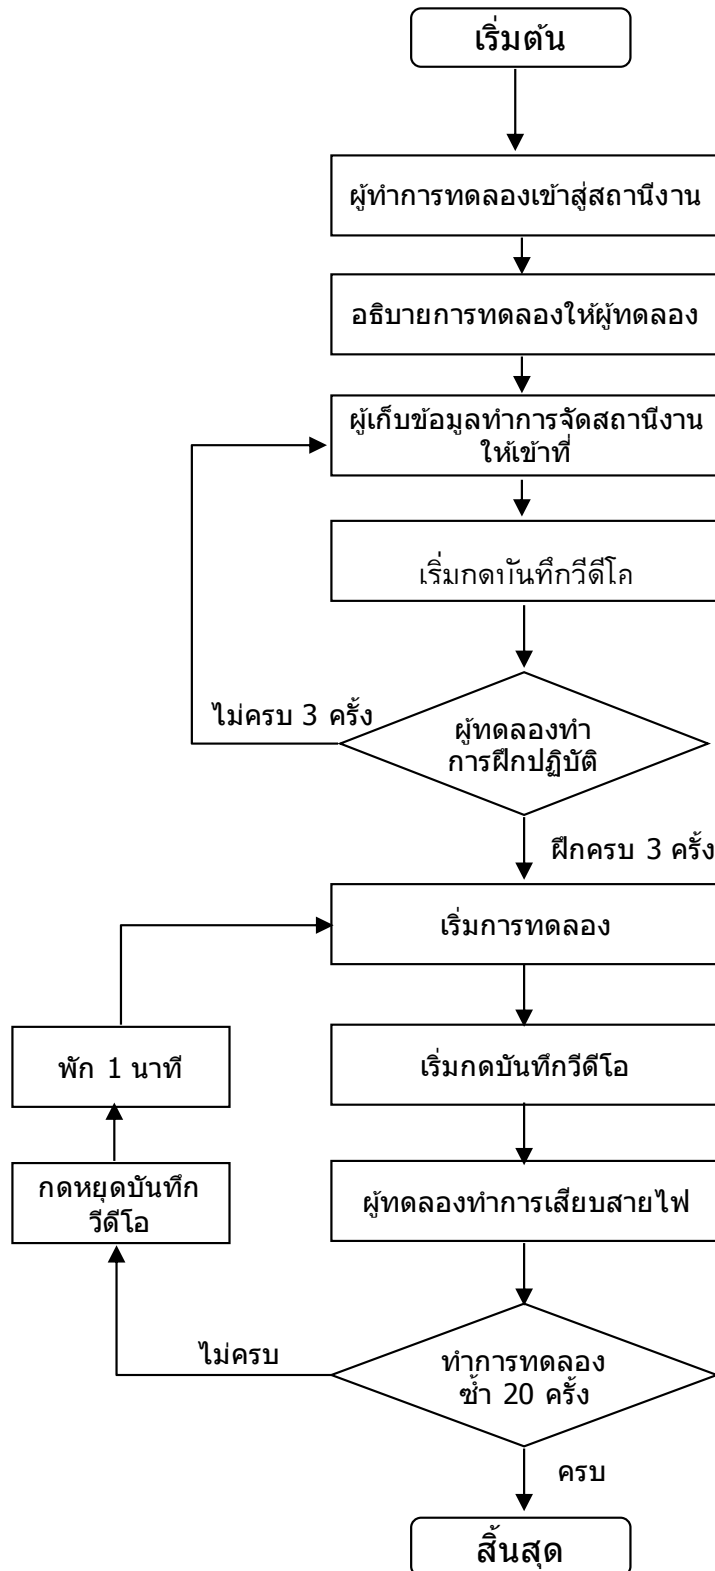 เริ่มต้น
ผู้ทำการทดลองเข้าสู่สถานีงาน
อธิบายการทดลองให้ผู้ทดลอง
ผู้เก็บข้อมูลทำการจัดสถานีงาน
ให้เข้าที่
เริ่มกดบันทึกวีดีโอ
ไม่ครบ 3 ครั้ง
ผู้ทดลองทำ
การฝึกปฏิบัติ
ฝึกครบ 3 ครั้ง
เริ่มการทดลอง
พัก 1 นาที
เริ่มกดบันทึกวีดีโอ
กดหยุดบันทึก
วีดีโอ
ผู้ทดลองทำการเสียบสายไฟ
ไม่ครบ
ทำการทดลอง
ซ้ำ 20 ครั้ง
ครบ
สิ้นสุด